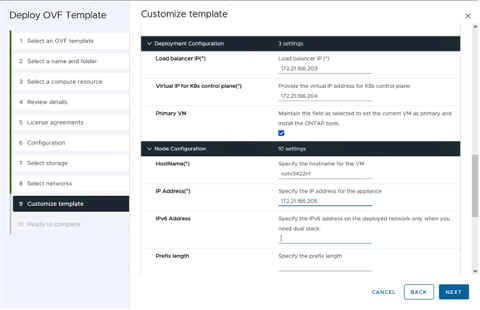 Deploy OVF Template
1 Select an OVF template
2 Select a name and folder
3 Select a compute resource
4 Review details
5 License agreements
6 Configuration
7 Select storage
8 Select networks
9 Customize template
10 Ready to complete
Customize template
Deployment Configuration 3 settings
Load balancer IP(*) Load balancer IP (*)
172.21.166.203
Virtual IP for K8s control plane(*) Provide the virtual IP address for K8s control plane
172.21.166.204
Primary VM Maintain this field as selected to set the current VM as primary and
install the ONTAP tools.
Node Configuration 10 settings
HostName(*) Specify the hostname for the VM
votv3422n1
IP Address(*) Specify the IP address for the appliance
172.21.166.205
IPv6 Address Specify the IPv6 address on the deployed network only when you
need dual stack.
Prefix length Specify the prefix length
CANCEL BACK NEXT